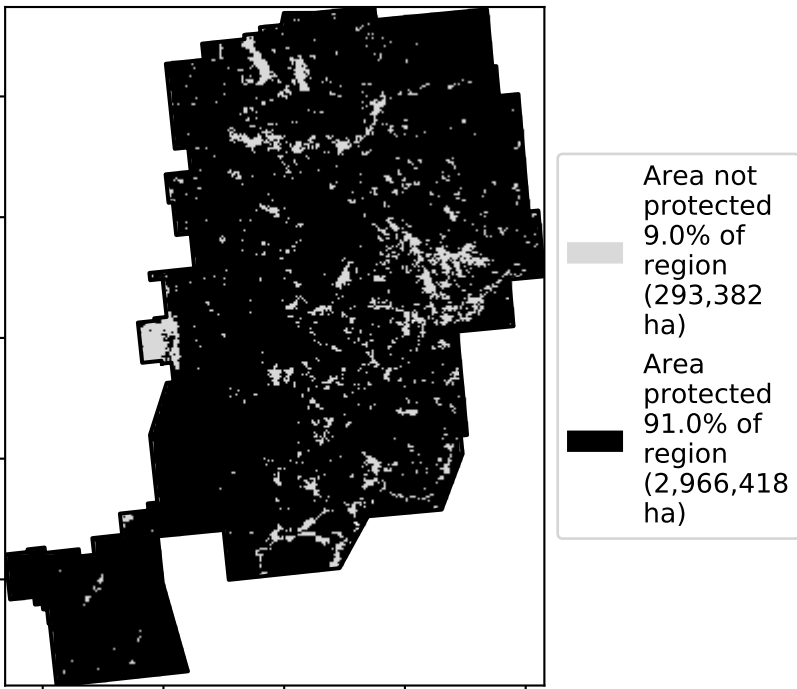 Area not
protected
9.0% of
region
(293,382
ha)
Area
protected
91.0% of
region
(2,966,418
ha)